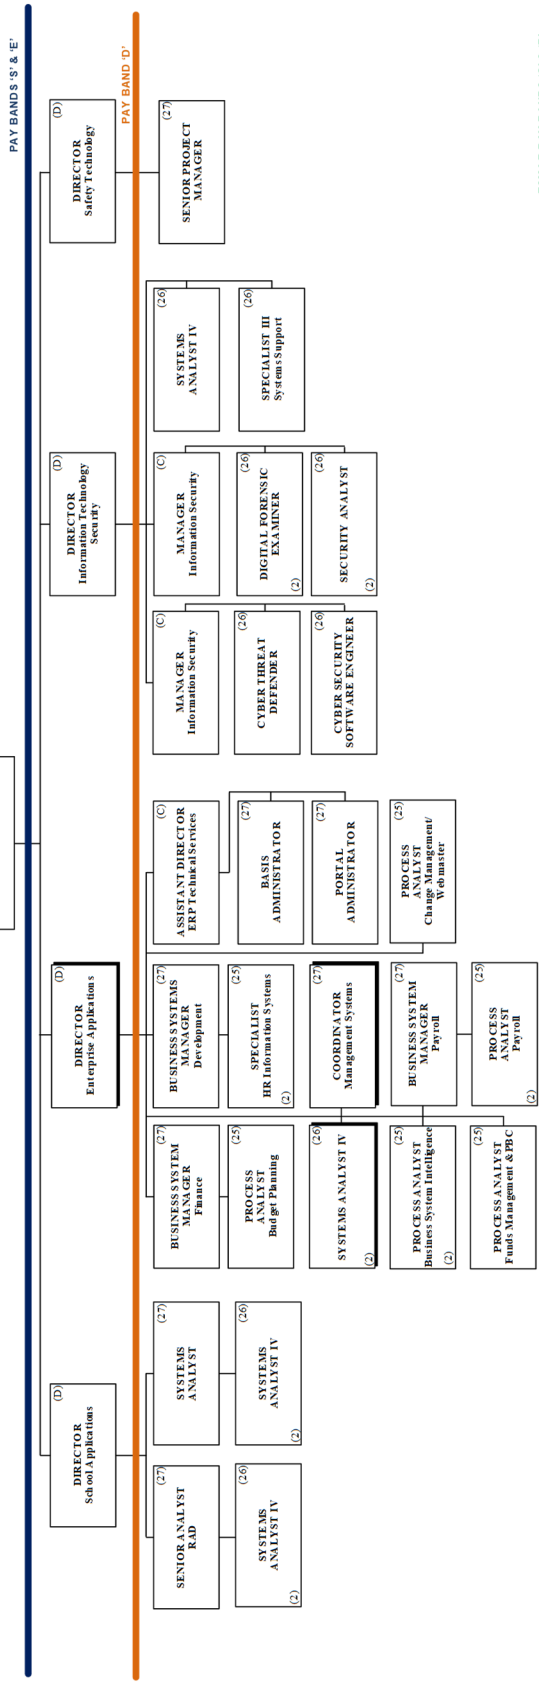 PAY BANDS 'S' & 'E'
PAY BAND 'D'
(D)
DIRECTOR
School Applications
(27)
SENIOR ANALYST
RAD
(26)
SYSTEMS
ANALYST IV
(2)
(27)
SYSTEMS
ANALYST
(26)
SYSTEMS
ANALYST IV
(2)
(D)
DIRECTOR
Enterprise Applications
(27)
BUSINESS SYSTEM
MANAGER
Finance
(25)
PROCESS
ANALYST
Budget Planning
(26)
SYSTEMS ANALYST IV
(2)
(25)
PROCESS ANALYST
Business System Intelligence
(2)
(25)
PROCESS ANALYST
Funds Management & PBC
(27)
BUSINESS SYSTEMS
MANAGER
Development
(25)
SPECIALIST
HR Information Systems
(2)
(27)
COORDINATOR
Management Systems
(27)
BUSINESS SYSTEM
MANAGER
Payroll
(25)
PROCESS
ANALYST
Payroll
(2)
(C)
ASSISTANT DIRECTOR
ERP Technical Services
(27)
BASIS
ADMINISTRATOR
(27)
PORTAL
ADMINISTRATOR
(25)
PROCESS
ANALYST
Change Management/
Webmaster
(D)
DIRECTOR
Information Technology
Security
(C)
MANAGER
Information Security
(26)
CYBER THREAT
DEFENDER
(26)
CYBER SECURITY
SOFTWARE ENGINEER
(C)
MANAGER
Information Security
(26)
DIGITAL FORENSIC
EXAMINER
(2)
(26)
SECURITY ANALYST
(2)
(26)
SYSTEMS
ANALYST IV
(26)
SPECIALIST III
Systems Support
(D)
DIRECTOR
Safety Technology
(27)
SENIOR PROJECT
MANAGER